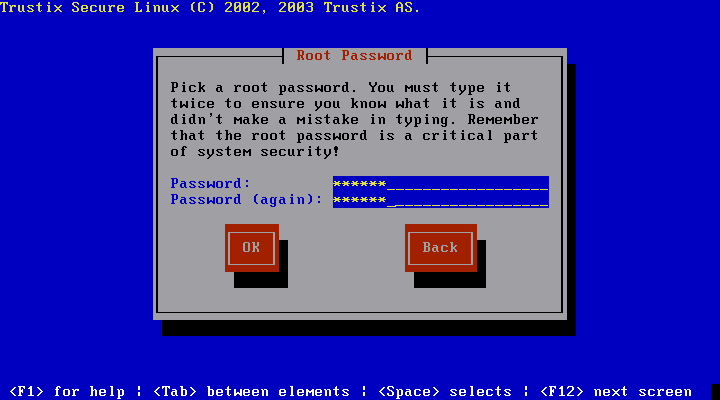 Trustix Secure Linux (C) 2002, 2003 Trustix AS.
Root Password
Pick a root password. You must type it
twice to ensure you know what it is and
didn't make a mistake in typing. Remember
that the root password is a critical part
of system security!
Password: ******__________________
Password (again): ******__________________
OK Back
<F1> for help ¦ <Tab> between elements ¦ <Space> selects ¦ <F12> next screen